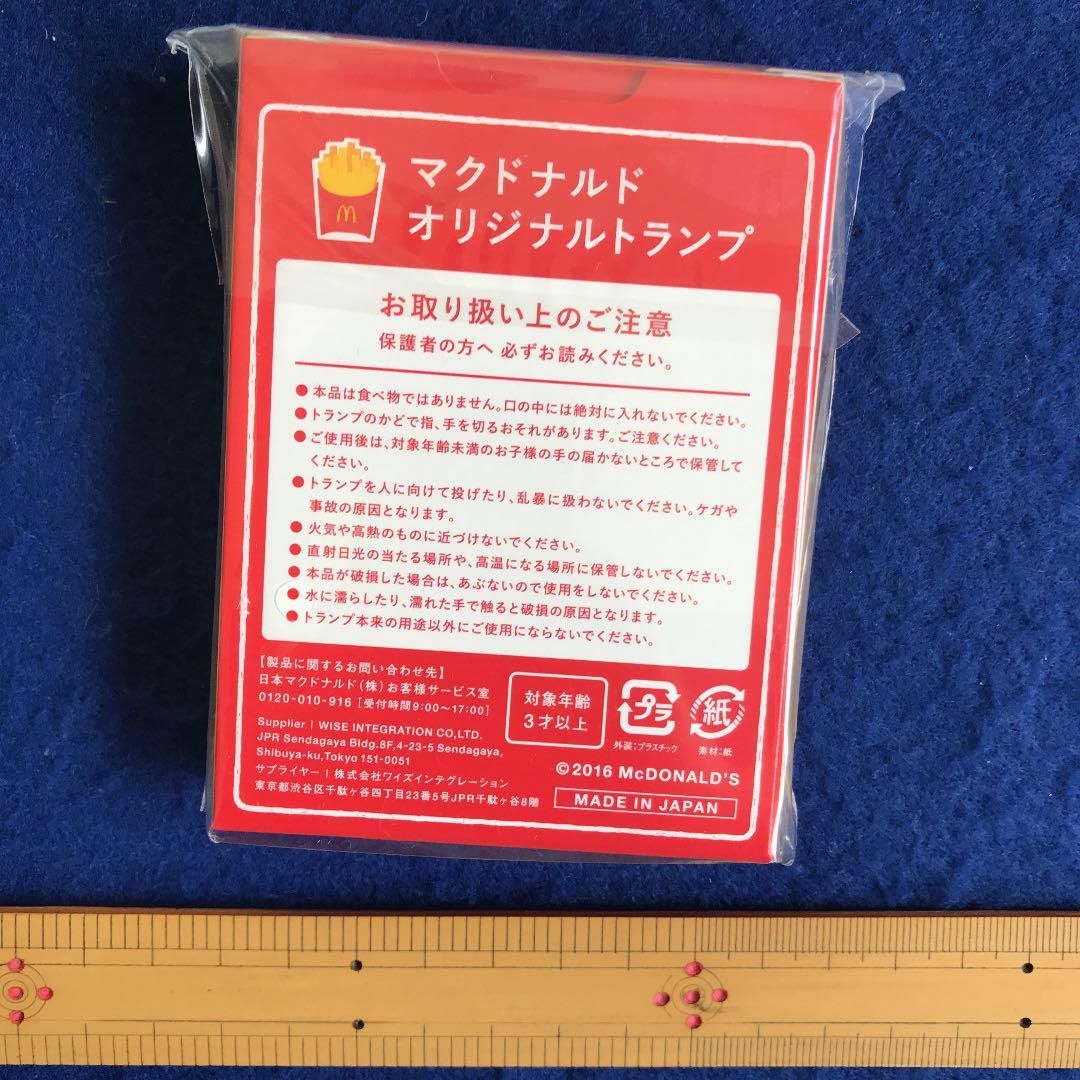 マクドナルド
オリジナルトランプ
お取り扱い上のご注意
保護者の方へ 必ずお読みください。
●本品は食べ物ではありません。口の中には絶対に入れないでください。
●トランプのかどで指、手を切るおそれがあります。ご注意ください。
●ご使用後は、対象年齢未満のお子様の手の届かないところで保管して
ください。
●トランプを人に向けて投げたり、乱暴に扱わないでください。ケガや
事故の原因となります。
●火気や高熱のものに近づけないでください。
●直射日光の当たる場所や、高温になる場所に保管しないでください。
●本品が破損した場合は、あぶないので使用をしないでください。
●水に濡らしたり、濡れた手で触ると破損の原因となります。
●トランプ本来の用途以外にご使用にならないでください。
【製品に関するお問い合わせ先】
日本マクドナルド(株)お客様サービス室
0120-010-916[受付時間9:00〜17:00]
Supplier | WISE INTEGRATION CO,LTD.
JPR Sendagaya Bldg.8F,4-23-5 Sendagaya,
Shibuya-ku,Tokyo 151-0051
サプライヤー | 株式会社ワイズインテグレーション
東京都渋谷区千駄ヶ谷四丁目23番5号JPR千駄ヶ谷8階
対象年齢
3才以上
プラ
外装:プラスチック
紙
素材:紙
©2016 McDONALD'S
MADE IN JAPAN